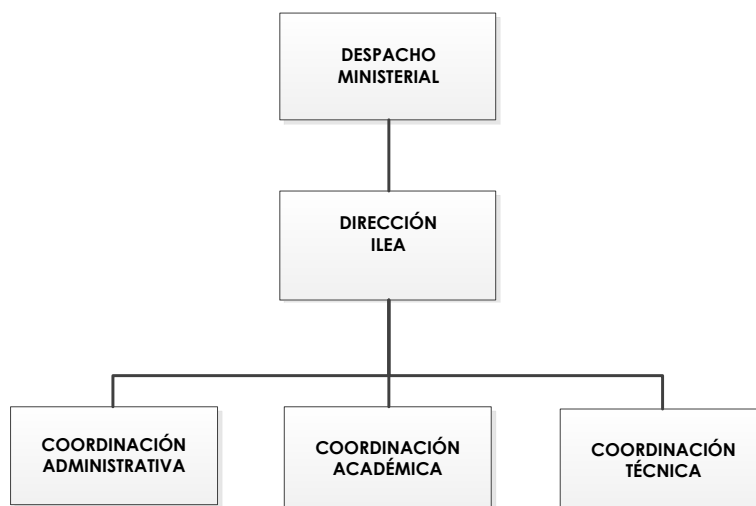 DESPACHO
MINISTERIAL
DIRECCIÓN
ILEA
COORDINACIÓN
ADMINISTRATIVA
COORDINACIÓN
ACADÉMICA
COORDINACIÓN
TÉCNICA